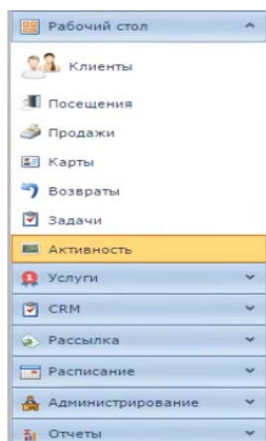 Рабочий стол
Клиенты
Посещения
Продажи
Карты
Возвраты
Задачи
Активность
Услуги
CRM
Рассылка
Расписание
Администрирование
Отчеты